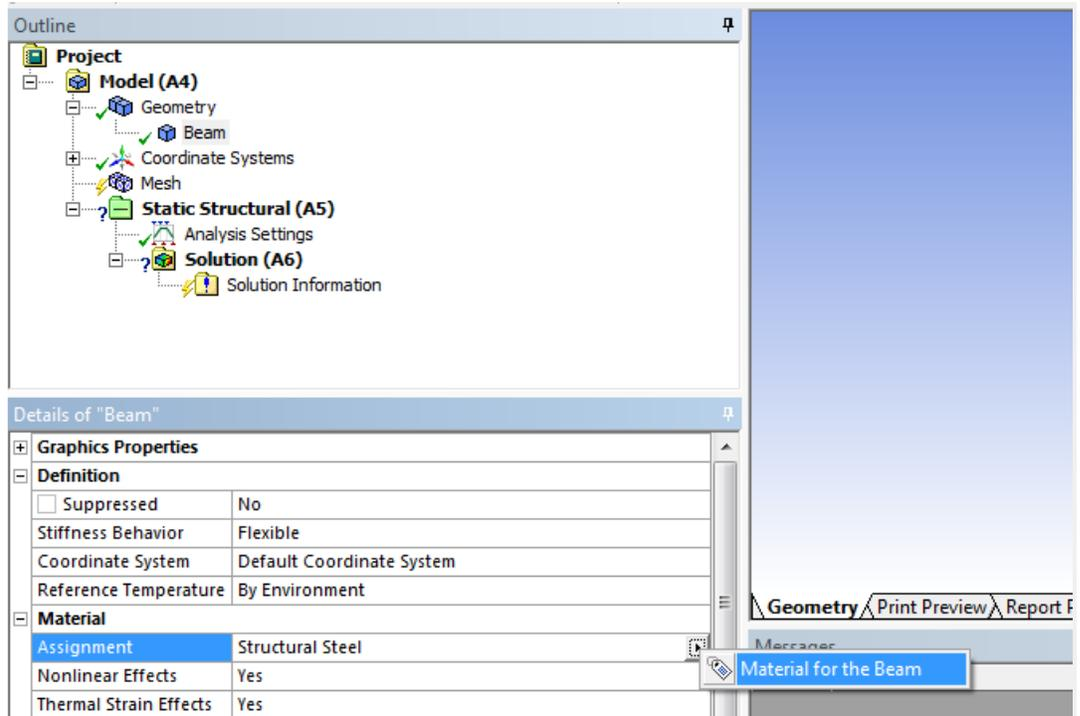 Outline
Project
Model (A4)
Geometry
Beam
Coordinate Systems
Mesh
Static Structural (A5)
Analysis Settings
Solution (A6)
Solution Information
Details of "Beam"
Graphics Properties
Definition
Suppressed No
Stiffness Behavior Flexible
Coordinate System Default Coordinate System
Reference Temperature By Environment
Material
Assignment Structural Steel
Nonlinear Effects Yes
Thermal Strain Effects Yes
Geometry Print Preview Report
Messages
Material for the Beam